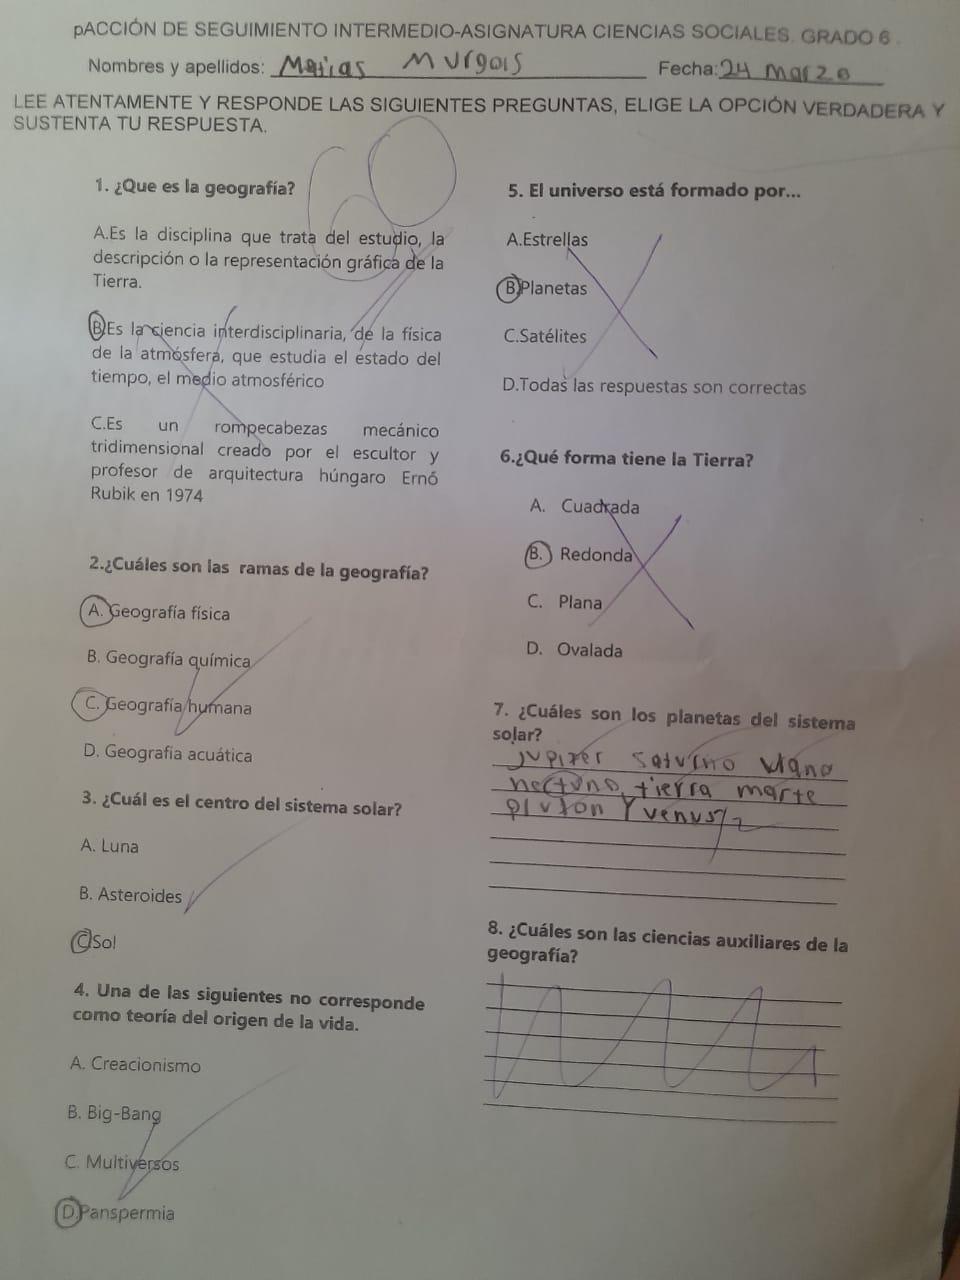 pACCIÓN DE SEGUIMIENTO INTERMEDIO-ASIGNATURA CIENCIAS SOCIALES. GRADO 6 .
Nombres y apellidos: Matias Murgois Fecha: 24 Marzo
LEE ATENTAMENTE Y RESPONDE LAS SIGUIENTES PREGUNTAS, ELIGE LA OPCIÓN VERDADERA Y
SUSTENTA TU RESPUESTA.
1. ¿Que es la geografía?
A.Es la disciplina que trata del estudio, la
descripción o la representación gráfica de la
Tierra.
B.Es la ciencia interdisciplinaria, de la física
de la atmósfera, que estudia el estado del
tiempo, el medio atmosférico
C.Es un rompecabezas mecánico
tridimensional creado por el escultor y
profesor de arquitectura húngaro Ernő
Rubik en 1974
2.¿Cuáles son las ramas de la geografía?
A. Geografía física
B. Geografía química
C. Geografía humana
D. Geografía acuática
3. ¿Cuál es el centro del sistema solar?
A. Luna
B. Asteroides
C.Sol
4. Una de las siguientes no corresponde
como teoría del origen de la vida.
A. Creacionismo
B. Big-Bang
C. Multiversos
D.Panspermia
5. El universo está formado por...
A.Estrellas
B.Planetas
C.Satélites
D.Todas las respuestas son correctas
6.¿Qué forma tiene la Tierra?
A. Cuadrada
B. Redonda
C. Plana
D. Ovalada
7. ¿Cuáles son los planetas del sistema
solar?
Jupiter Saturno Urano
nectuno, tierra marte
plutón Y venus
8. ¿Cuáles son las ciencias auxiliares de la
geografía?